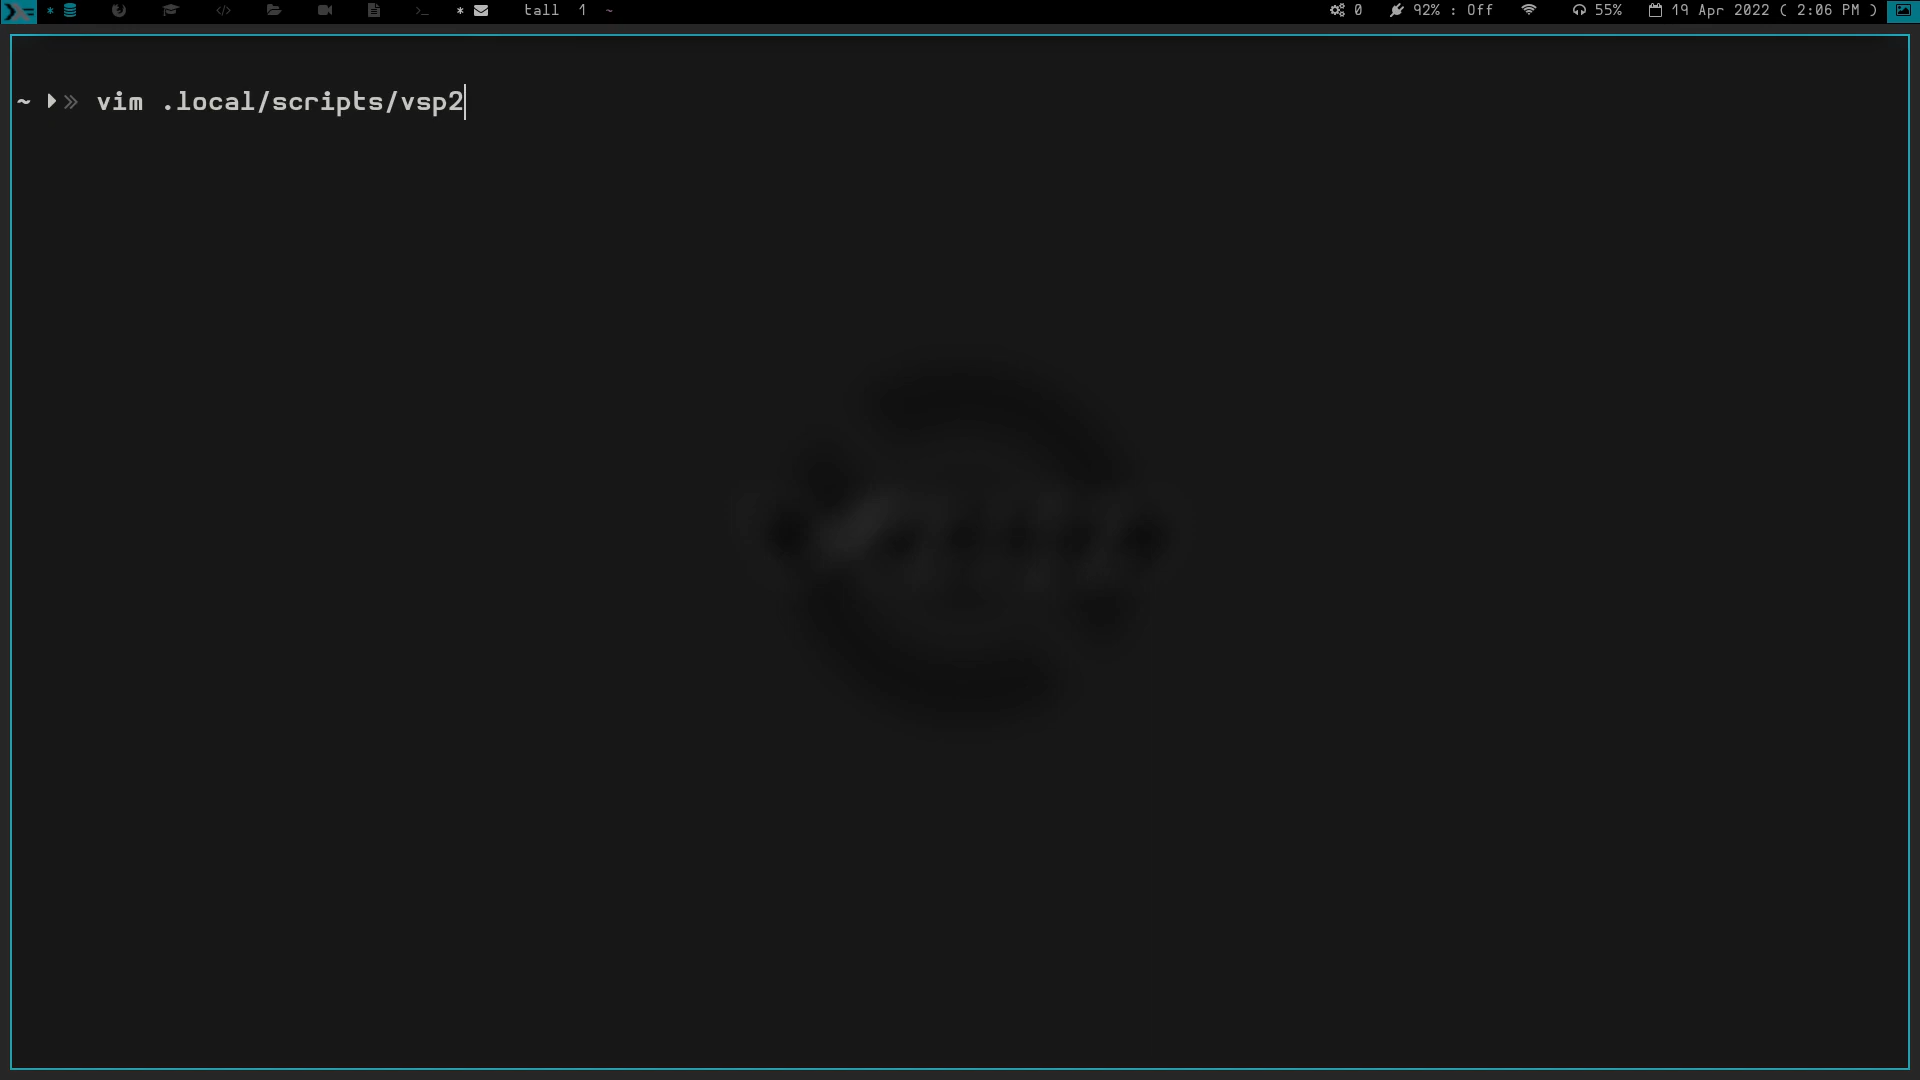 * * tall 1 ~ 0 92% : Off 55% 19 Apr 2022 ( 2:06 PM )
~ vim .local/scripts/vsp2